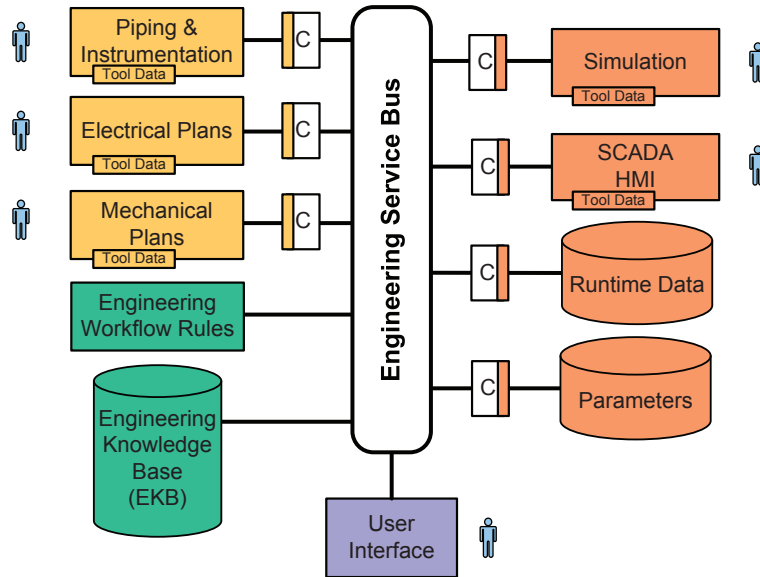 Piping &
Instrumentation
Tool Data
C
Electrical Plans
Tool Data
C
Mechanical
Plans
Tool Data
C
Engineering
Workflow Rules
Engineering
Knowledge
Base
(EKB)
Engineering Service Bus
User
Interface
C
Simulation
Tool Data
C
SCADA
HMI
Tool Data
C
Runtime Data
C
Parameters